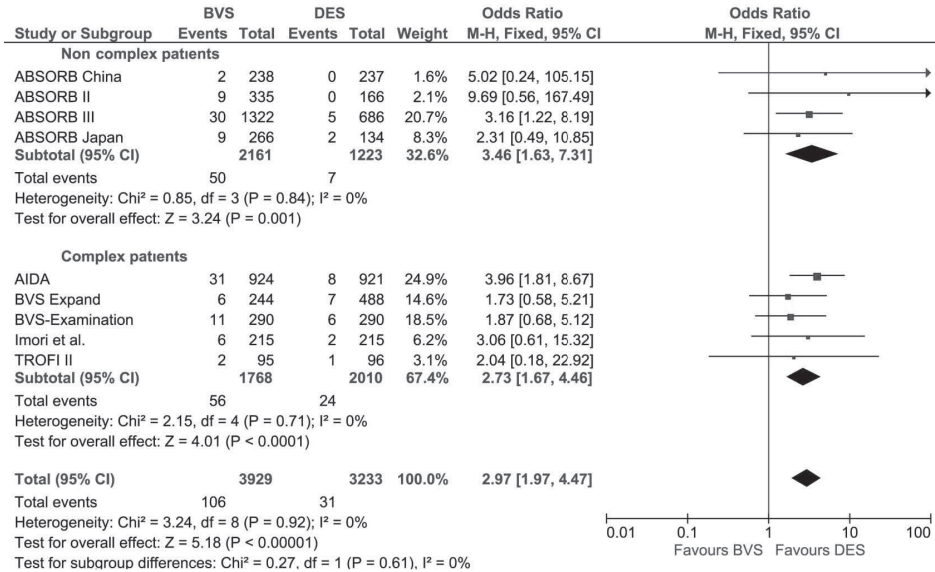 BVS DES Odds Ratio Odds Ratio
Study or Subgroup Events Total Events Total Weight M-H, Fixed, 95% CI M-H, Fixed, 95% CI
Non complex patients
ABSORB China 2 238 0 237 1.6% 5.02 [0.24, 105.15]
ABSORB II 9 335 0 166 2.1% 9.69 [0.56, 167.49]
ABSORB III 30 1322 5 686 20.7% 3.16 [1.22, 8.19]
ABSORB Japan 9 266 2 134 8.3% 2.31 [0.49, 10.85]
Subtotal (95% CI) 2161 1223 32.6% 3.46 [1.63, 7.31]
Total events 50 7
Heterogeneity: Chi² = 0.85, df = 3 (P = 0.84); I² = 0%
Test for overall effect: Z = 3.24 (P = 0.001)
Complex patients
AIDA 31 924 8 921 24.9% 3.96 [1.81, 8.67]
BVS Expand 6 244 7 488 14.6% 1.73 [0.58, 5.21]
BVS-Examination 11 290 6 290 18.5% 1.87 [0.68, 5.12]
Imori et al. 6 215 2 215 6.2% 3.06 [0.61, 15.32]
TROFI II 2 95 1 96 3.1% 2.04 [0.18, 22.92]
Subtotal (95% CI) 1768 2010 67.4% 2.73 [1.67, 4.46]
Total events 56 24
Heterogeneity: Chi² = 2.15, df = 4 (P = 0.71); I² = 0%
Test for overall effect: Z = 4.01 (P < 0.0001)
Total (95% CI) 3929 3233 100.0% 2.97 [1.97, 4.47]
Total events 106 31
Heterogeneity: Chi² = 3.24, df = 8 (P = 0.92); I² = 0%
Test for overall effect: Z = 5.18 (P < 0.00001)
Test for subgroup differences: Chi² = 0.27, df = 1 (P = 0.61), I² = 0%
0.01 0.1 1 10 100
Favours BVS Favours DES